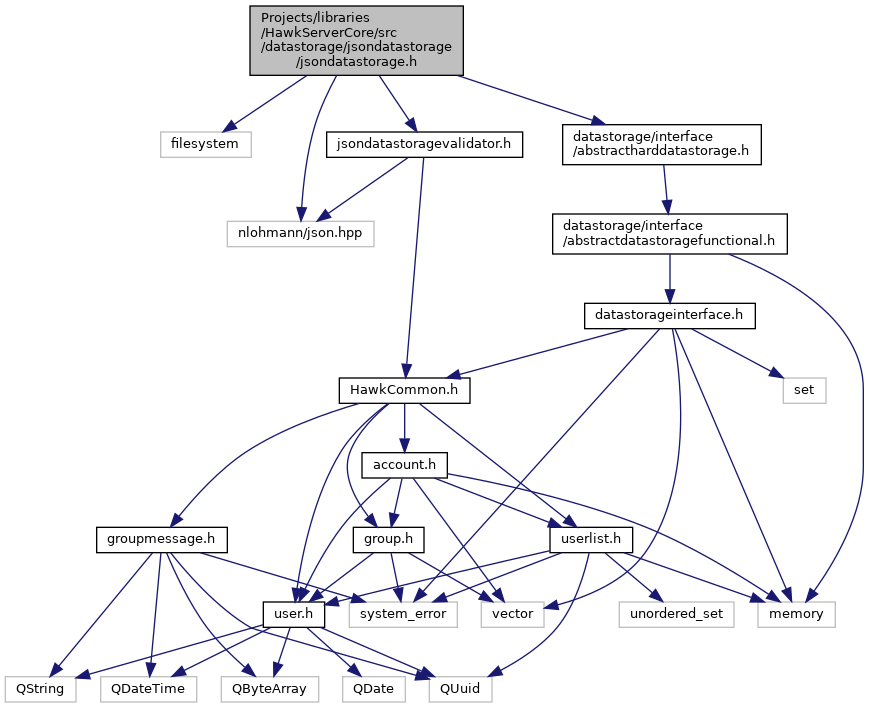 Projects/libraries
/HawkServerCore/src
/datastorage/jsondatastorage
/jsondatastorage.h
filesystem
jsondatastoragevalidator.h
datastorage/interface
/abstractharddatastorage.h
nlohmann/json.hpp
datastorage/interface
/abstractdatastoragefunctional.h
datastorageinterface.h
HawkCommon.h
set
account.h
groupmessage.h
group.h
userlist.h
user.h
system_error
vector
unordered_set
memory
QString
QDateTime
QByteArray
QDate
QUuid